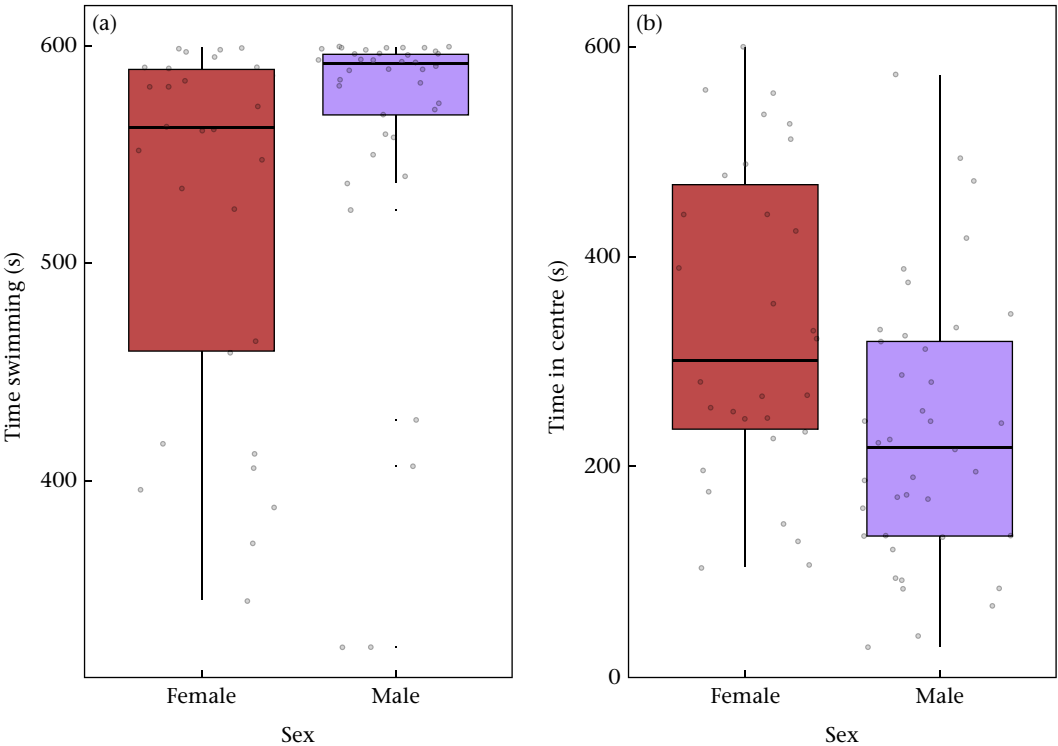 (a)
Time swimming (s)
600
500
400
Female
Male
Sex
(b)
Time in centre (s)
600
400
200
0
Female
Male
Sex